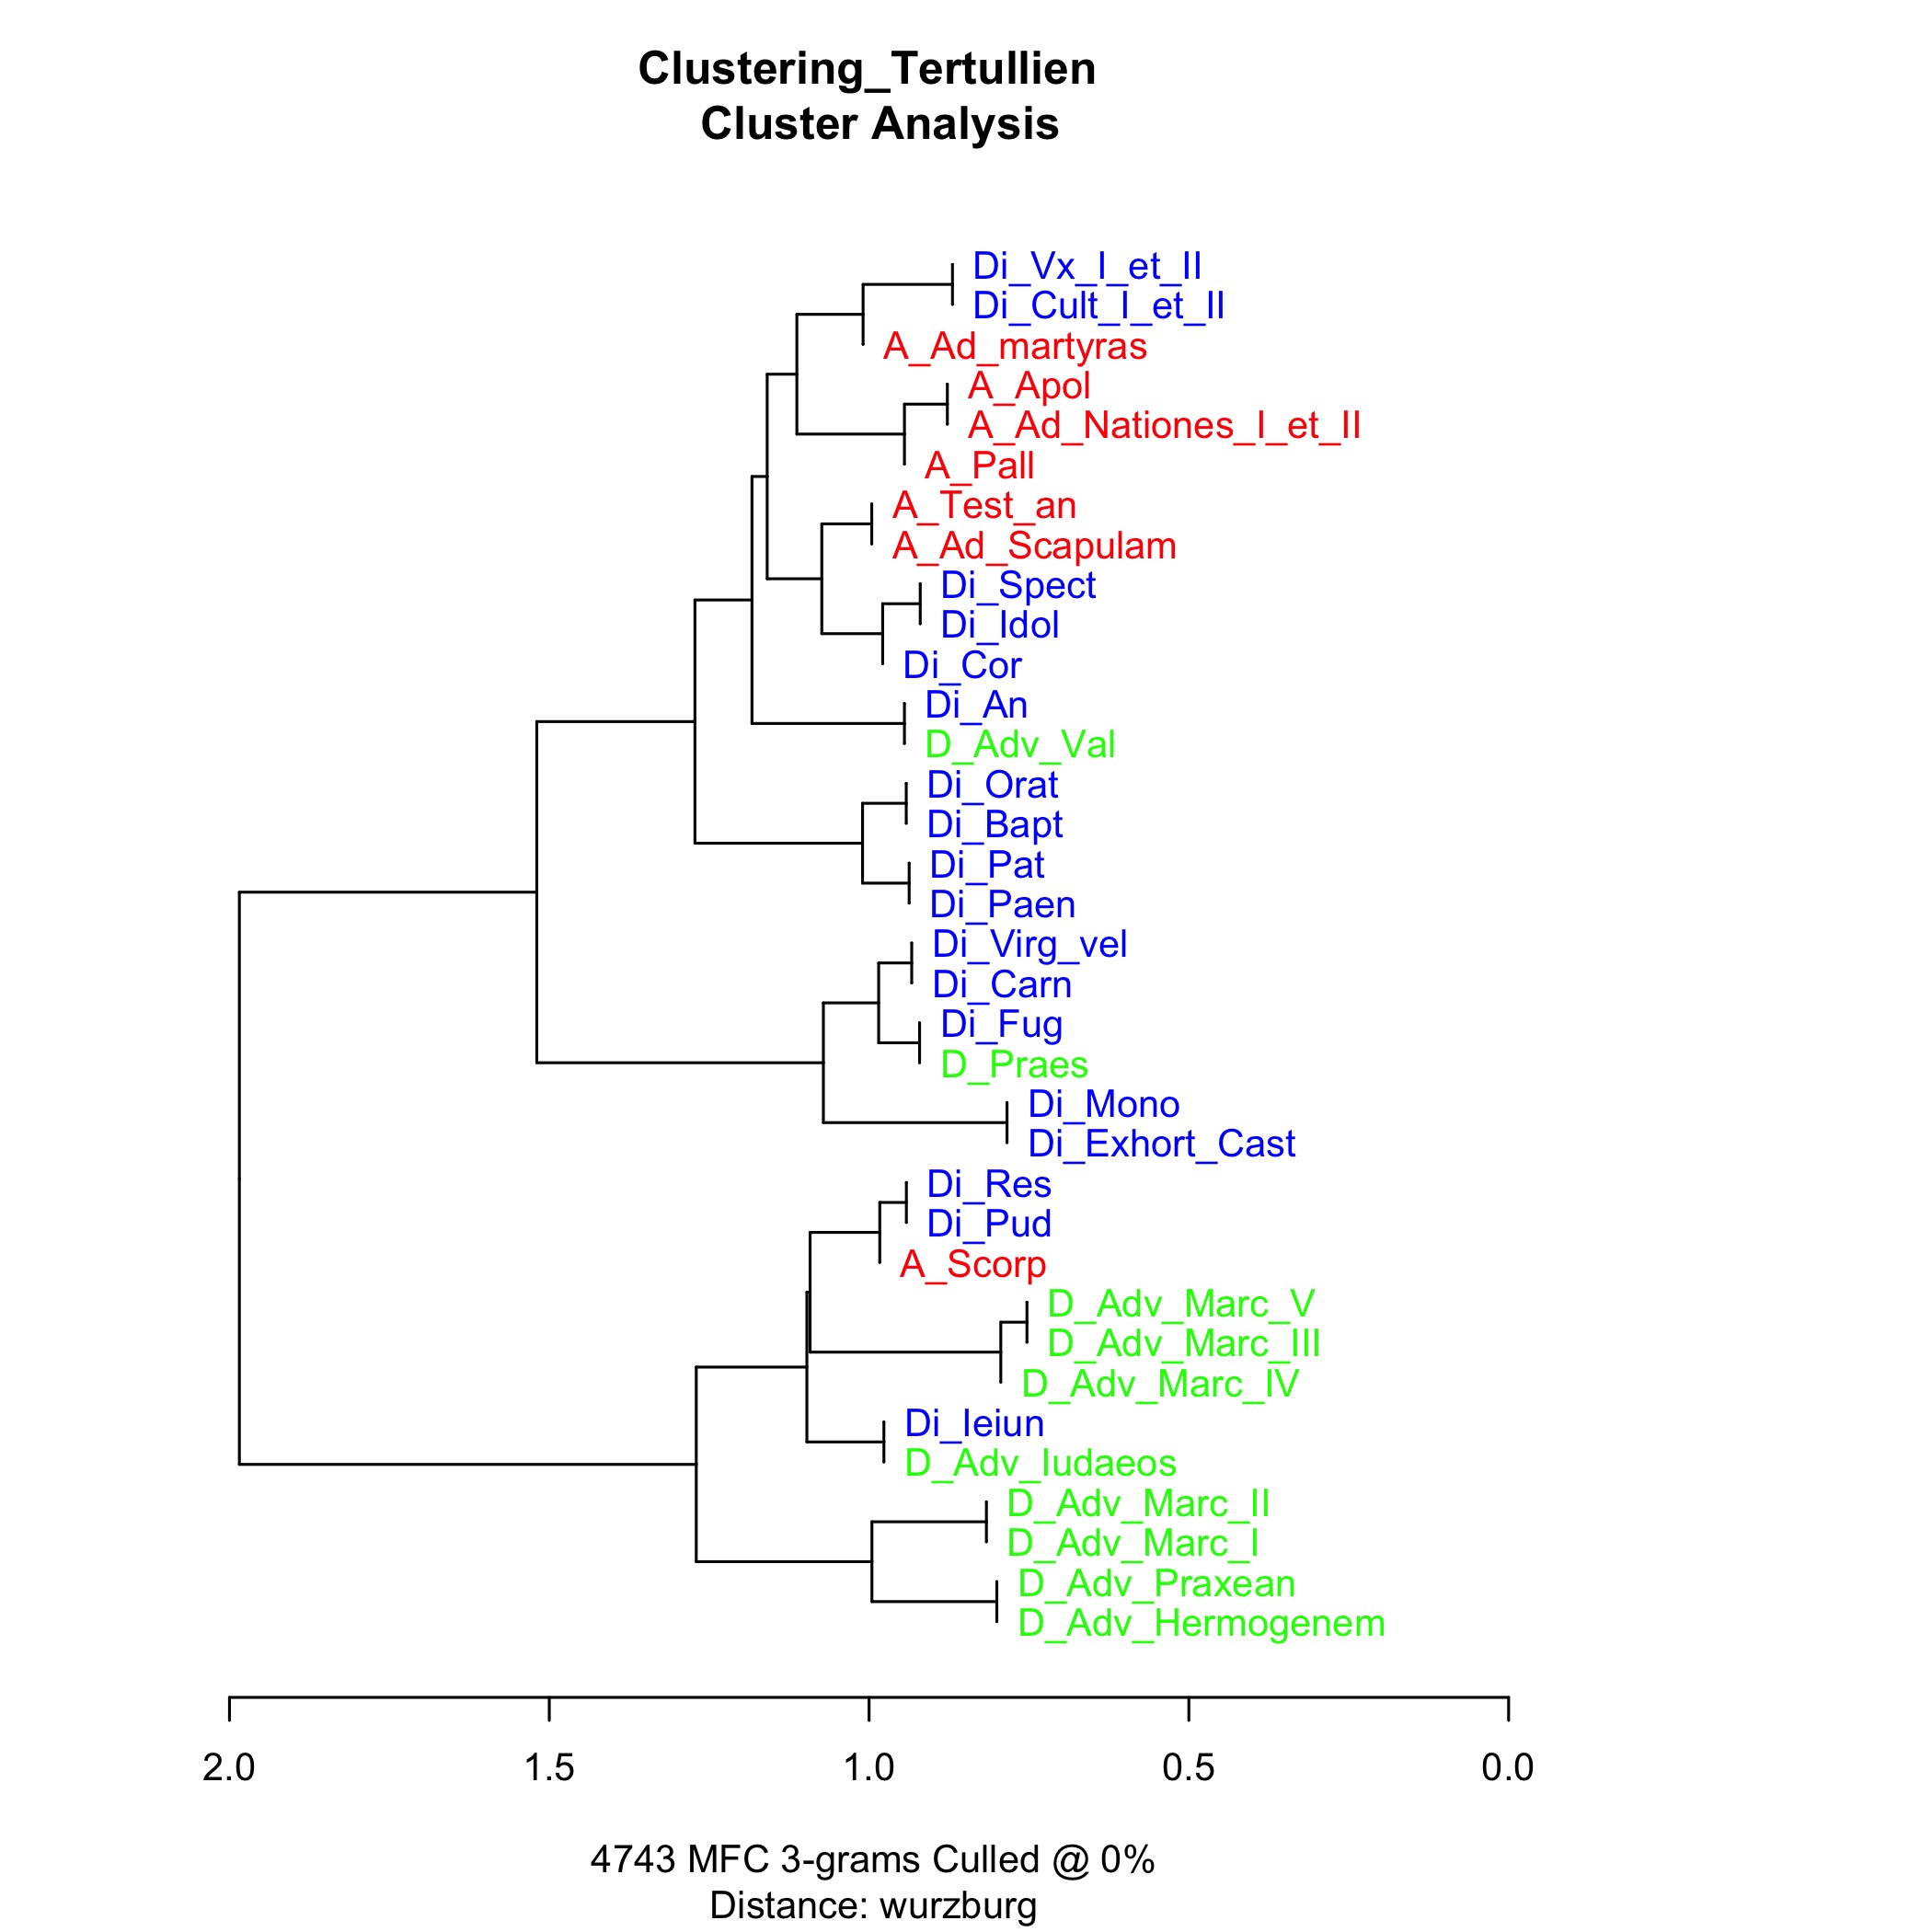 Clustering_Tertullien
Cluster Analysis
Di_Vx_I_et_II
Di_Cult_I_et_II
A_Ad_martyras
A_Apol
A_Ad_Nationes_I_et_II
A_Pall
A_Test_an
A_Ad_Scapulam
Di_Spect
Di_Idol
Di_Cor
Di_An
D_Adv_Val
Di_Orat
Di_Bapt
Di_Pat
Di_Paen
Di_Virg_vel
Di_Carn
Di_Fug
D_Praes
Di_Mono
Di_Exhort_Cast
Di_Res
Di_Pud
A_Scorp
D_Adv_Marc_V
D_Adv_Marc_III
D_Adv_Marc_IV
Di_Ieiun
D_Adv_Iudaeos
D_Adv_Marc_II
D_Adv_Marc_I
D_Adv_Praxean
D_Adv_Hermogenem
2.0 1.5 1.0 0.5 0.0
4743 MFC 3-grams Culled @ 0%
Distance: wurzburg